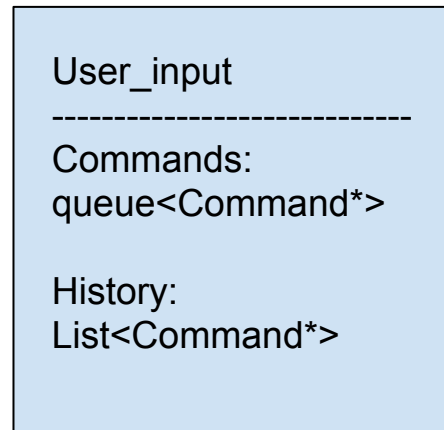 User_input
-----------------------------
Commands:
queue<Command*>
History:
List<Command*>